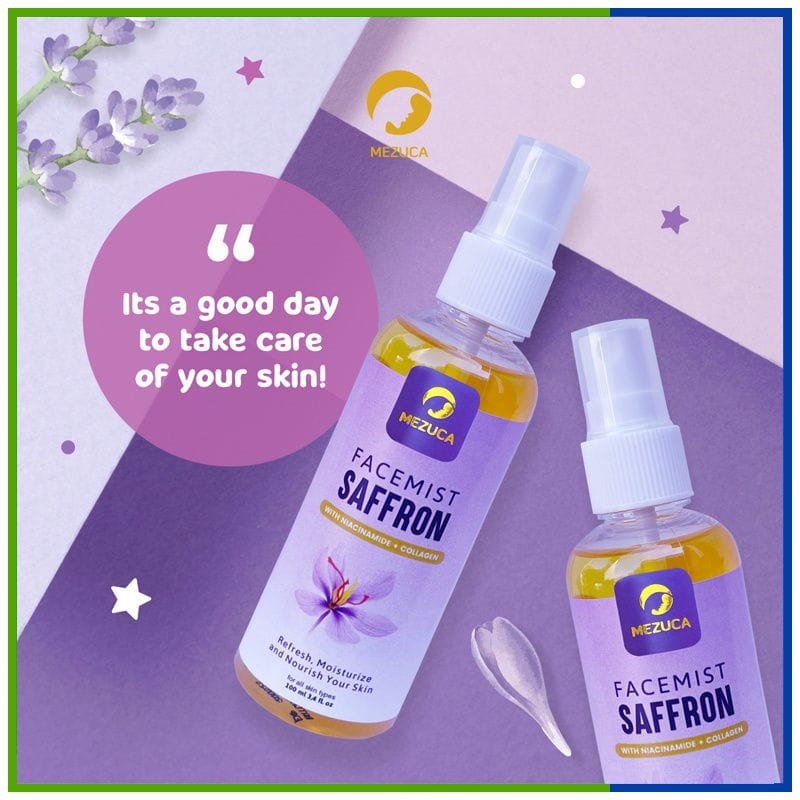 MEZUCA
“
Its a good day
to take care
of your skin!
MEZUCA
FACEMIST
SAFFRON
WITH NIACINAMIDE + COLLAGEN
Refresh, Moisturize
and Nourish Your Skin
for all skin types
100 ml 3,4 fl. oz
MEZUCA
FACEMIST
SAFFRON
WITH NIACINAMIDE + COLLAGEN